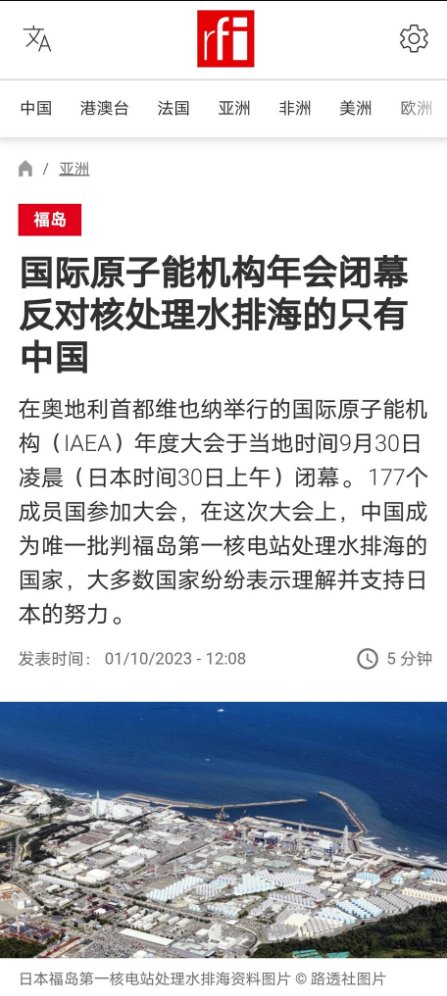 文A
rfi
中国 港澳台 法国 亚洲 非洲 美洲 欧洲
/ 亚洲
福岛
国际原子能机构年会闭幕
反对核处理水排海的只有
中国
在奥地利首都维也纳举行的国际原子能机
构（IAEA）年度大会于当地时间9月30日
凌晨（日本时间30日上午）闭幕。177个
成员国参加大会，在这次大会上，中国成
为唯一批判福岛第一核电站处理水排海的
国家，大多数国家纷纷表示理解并支持日
本的努力。
发表时间： 01/10/2023 - 12:08 5 分钟
日本福岛第一核电站处理水排海资料图片 © 路透社图片